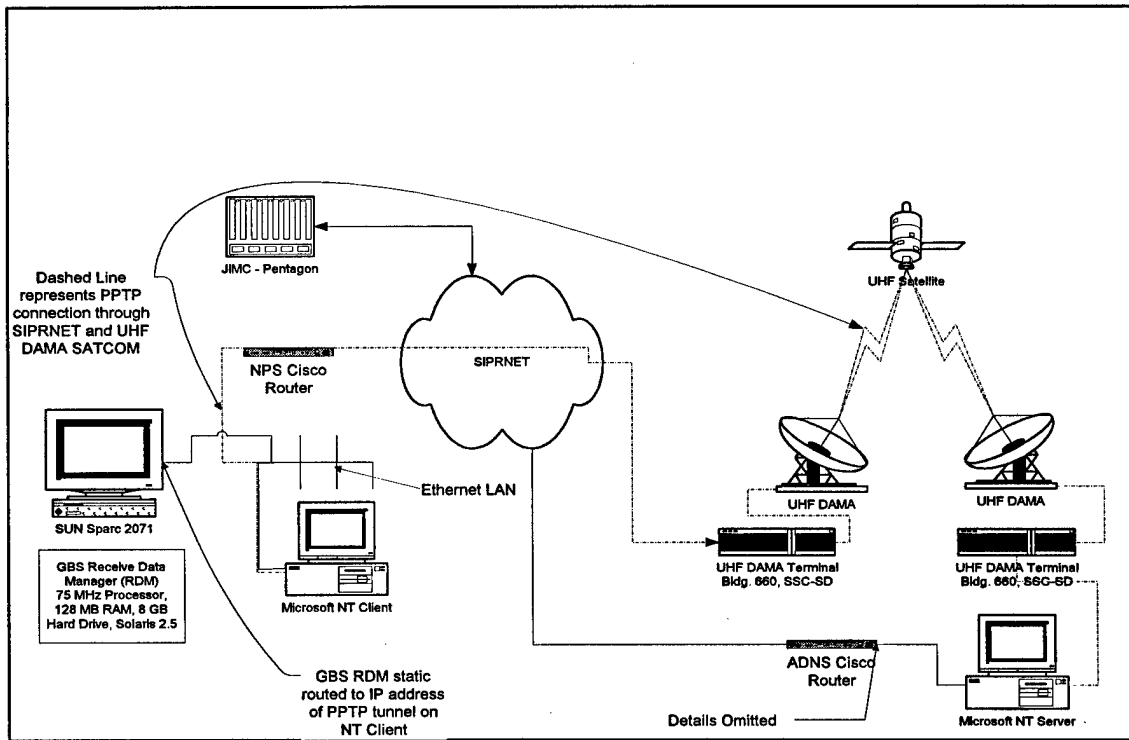 JIMC - Pentagon
Dashed Line
represents PPTP
connection through
SIPRNET and UHF
DAMA SATCOM
UHF Satellite
NPS Cisco
Router
SIPRNET
Ethernet LAN
SUN Sparc 2071
GBS Receive Data
Manager (RDM)
75 MHz Processor,
128 MB RAM, 8 GB
Hard Drive, Solaris 2.5
Microsoft NT Client
UHF DAMA
UHF DAMA
UHF DAMA Terminal
Bldg. 660, SSC-SD
UHF DAMA Terminal
Bldg. 660, SSC-SD
GBS RDM static
routed to IP address
of PPTP tunnel on
NT Client
ADNS Cisco
Router
Details Omitted
Microsoft NT Server